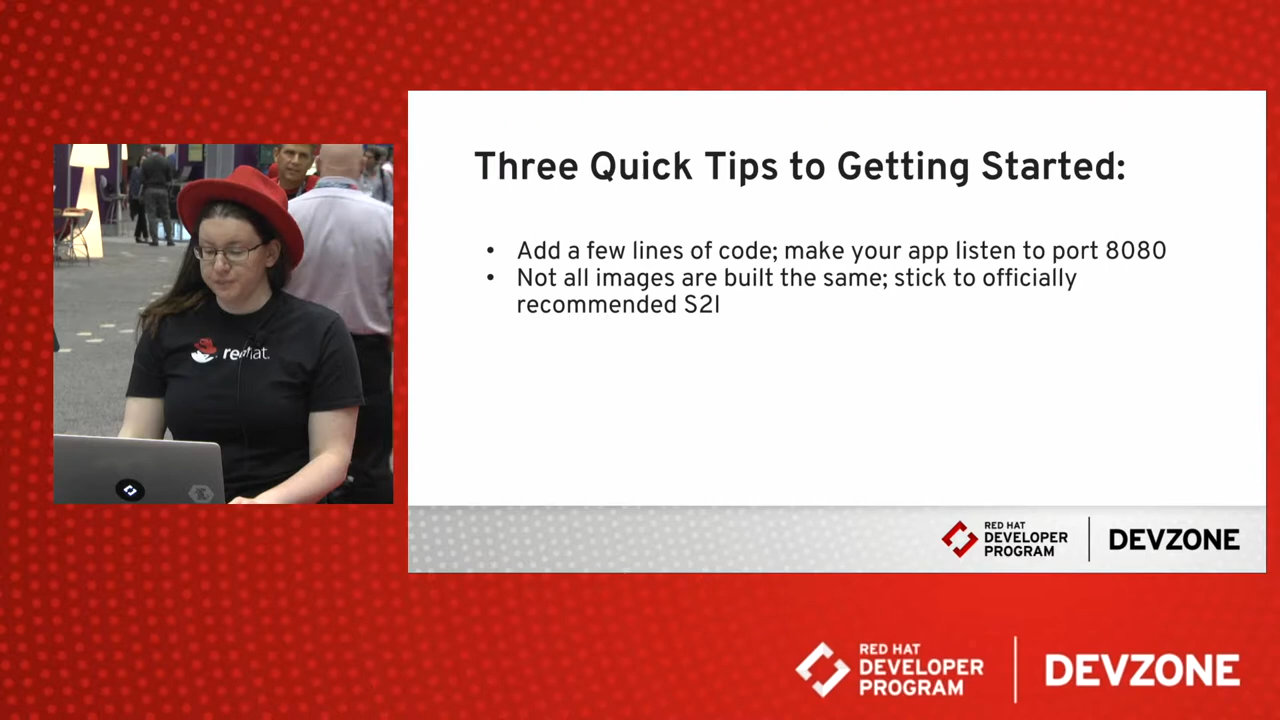 Three Quick Tips to Getting Started:
• Add a few lines of code; make your app listen to port 8080
• Not all images are built the same; stick to officially
recommended S2I
redhat.
RED HAT
DEVELOPER
PROGRAM
DEVZONE
RED HAT
DEVELOPER
PROGRAM
DEVZONE